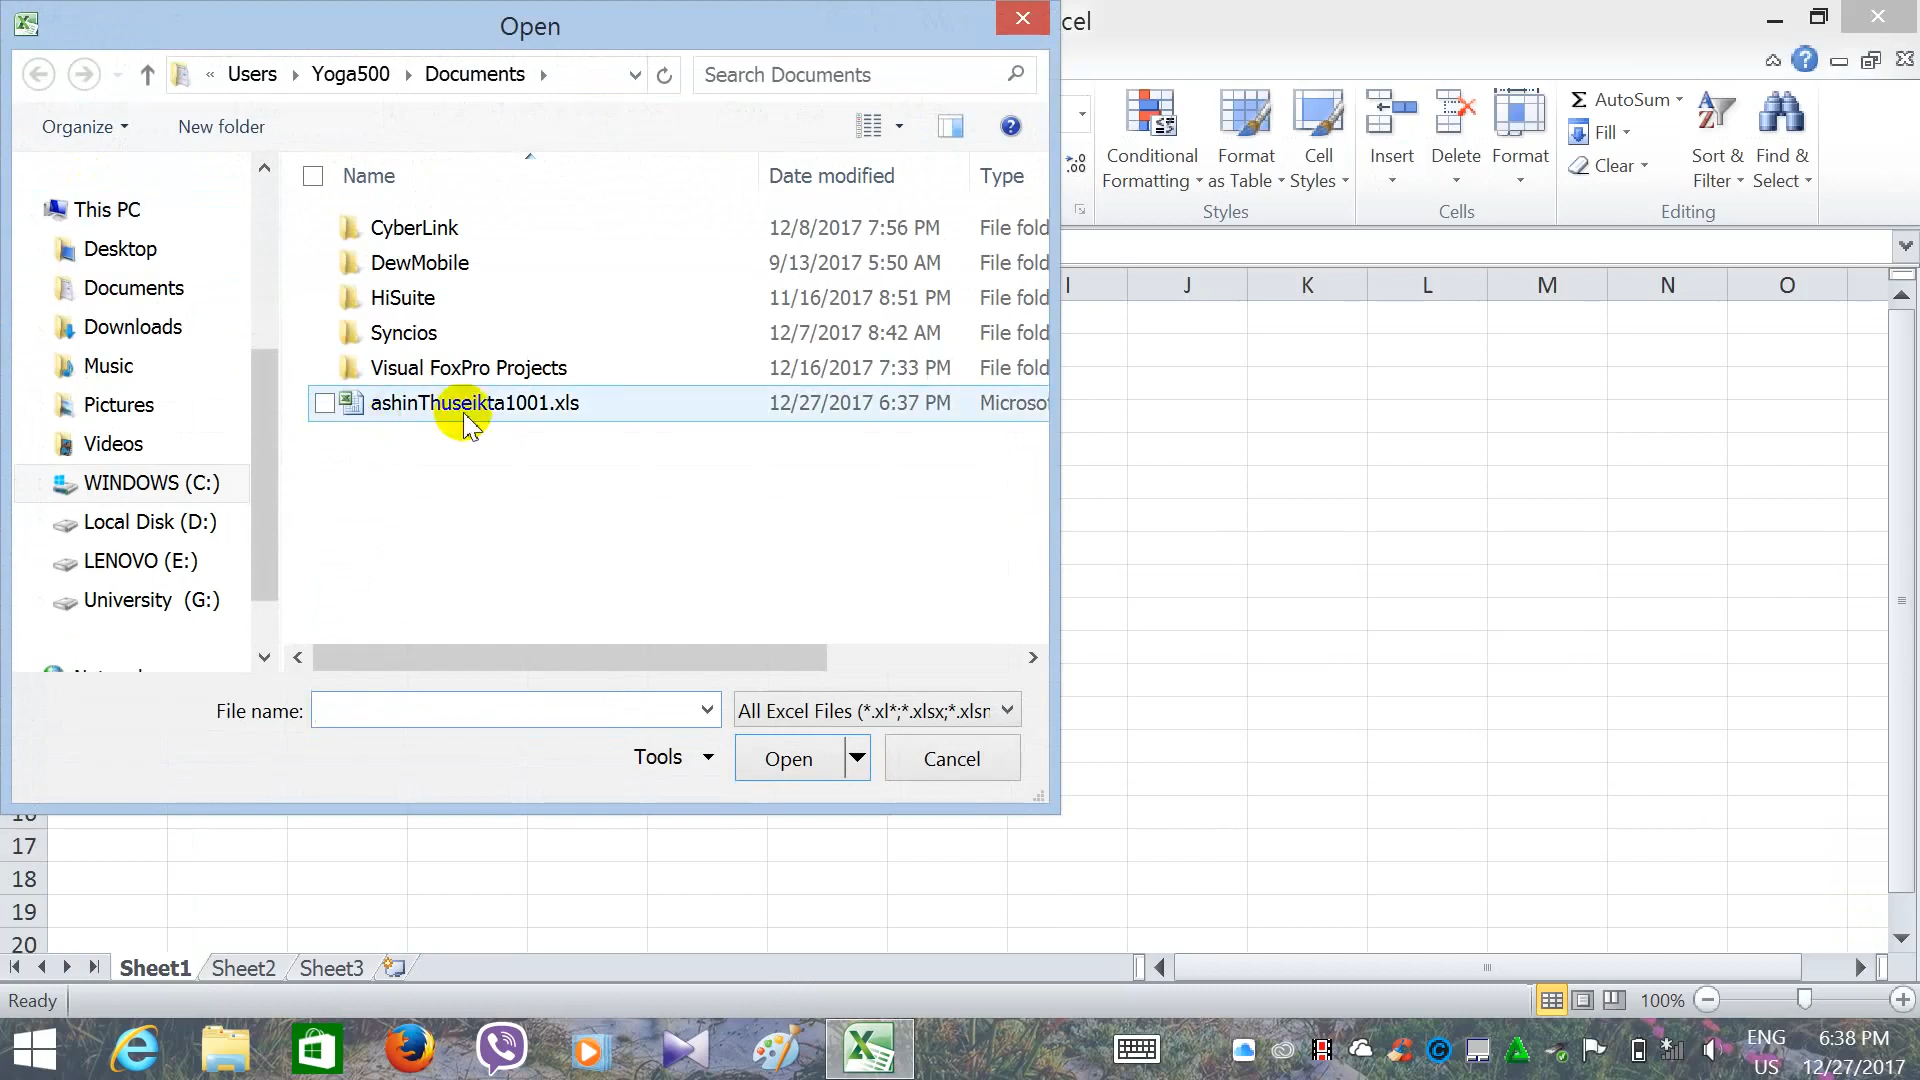 Open
cel
« Users Yoga500 Documents
Search Documents
Organize
New folder
Name
Date modified
Type
This PC
Desktop
Documents
Downloads
Music
Pictures
Videos
WINDOWS (C:)
Local Disk (D:)
LENOVO (E:)
University (G:)
CyberLink 12/8/2017 7:56 PM File fold
DewMobile 9/13/2017 5:50 AM File fold
HiSuite 11/16/2017 8:51 PM File fold
Syncios 12/7/2017 8:42 AM File fold
Visual FoxPro Projects 12/16/2017 7:33 PM File fold
ashinThuseikta1001.xls 12/27/2017 6:37 PM Microso
File name:
All Excel Files (*.xl*;*.xlsx;*.xlsn
Tools
Open
Cancel
.00
Conditional Formatting
Format as Table
Cell Styles
Styles
Insert
Delete
Format
Cells
Σ AutoSum
Fill
Clear
Sort & Filter
Find & Select
Editing
I J K L M N O
16
17
18
19
20
Sheet1 Sheet2 Sheet3
Ready
100%
ENG
US
6:38 PM
12/27/2017